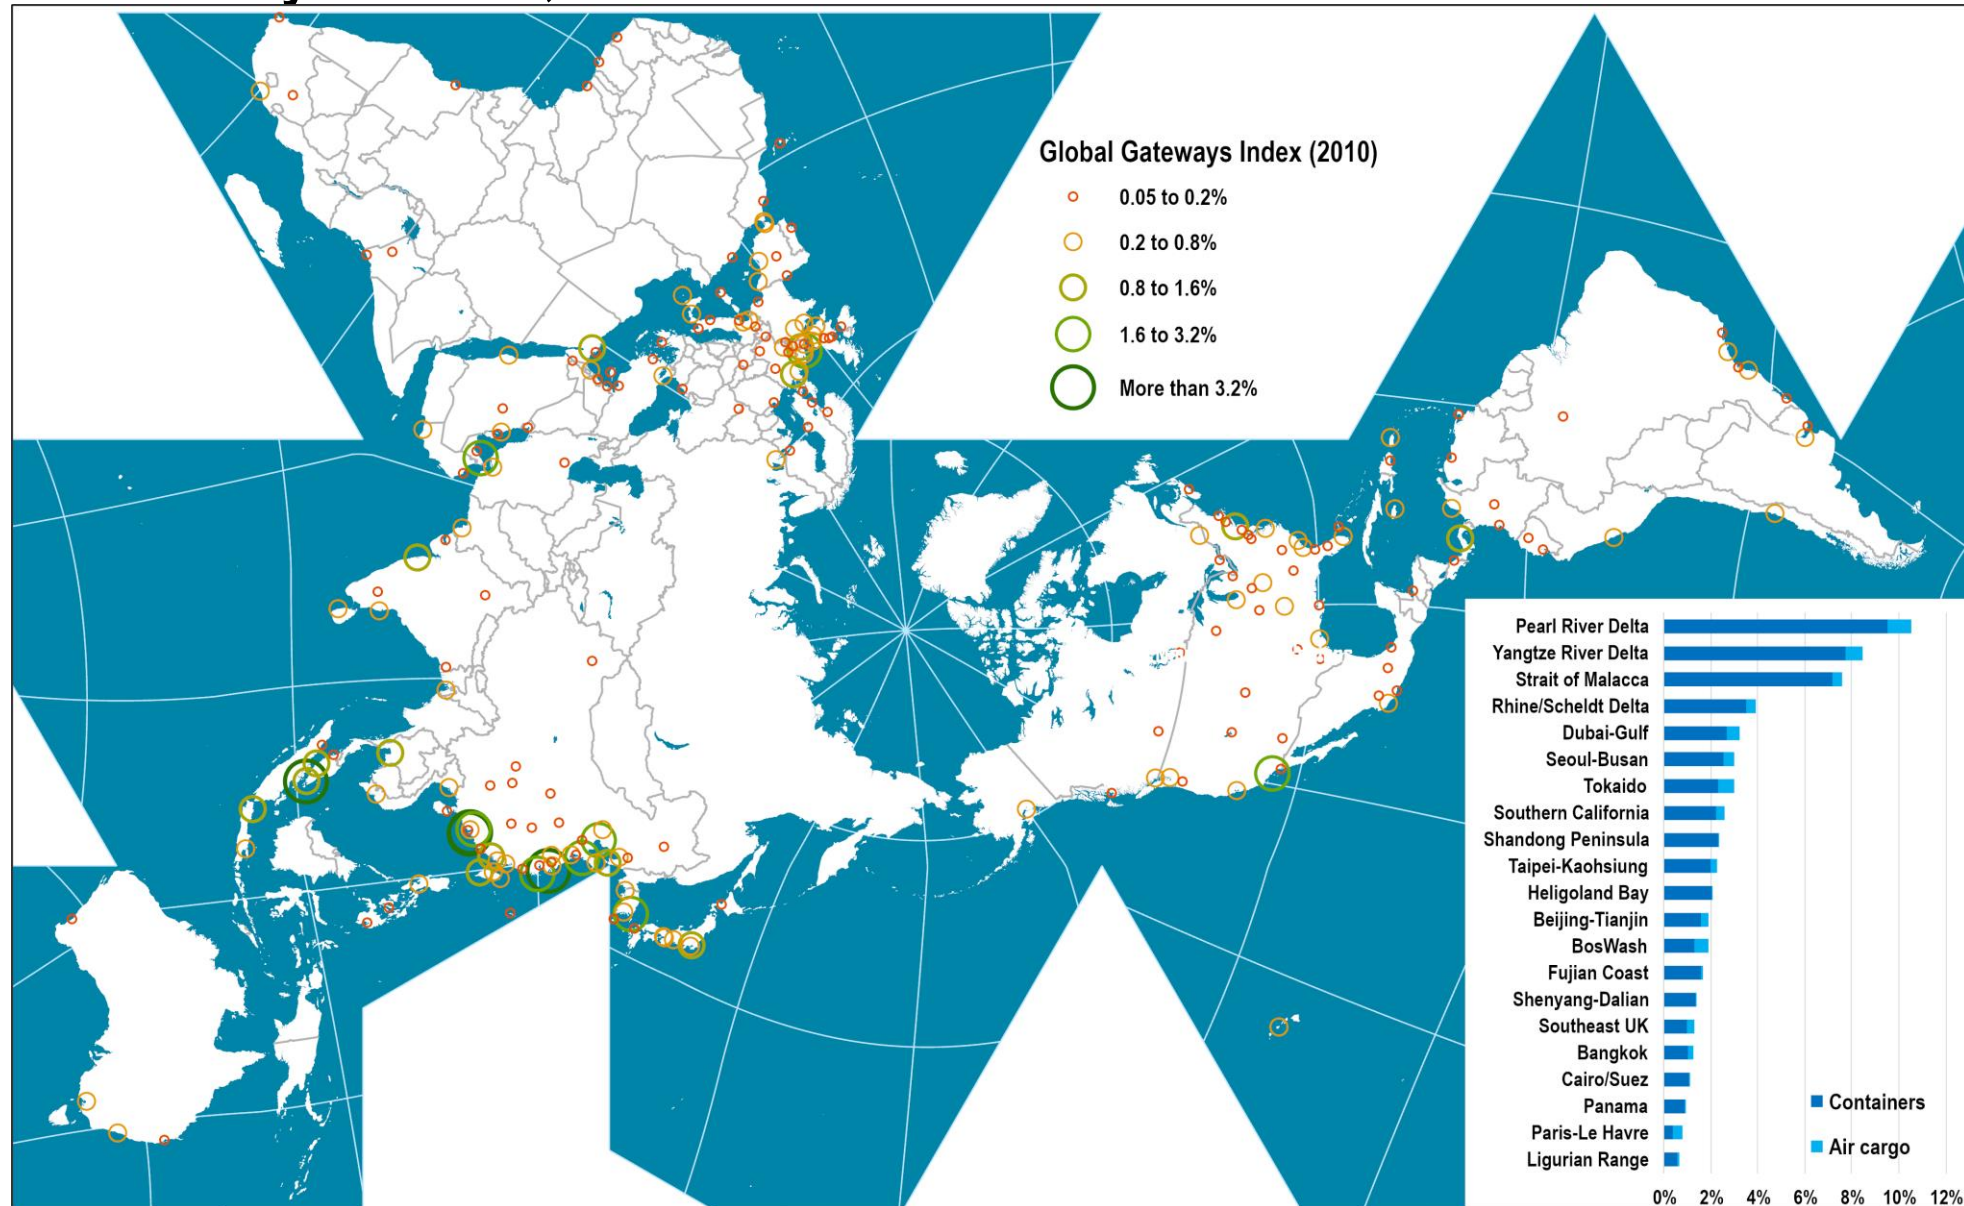 Global Gateways Index (2010)
0.05 to 0.2%
0.2 to 0.8%
0.8 to 1.6%
1.6 to 3.2%
More than 3.2%
Pearl River Delta
Yangtze River Delta
Strait of Malacca
Rhine/Scheldt Delta
Dubai-Gulf
Seoul-Busan
Tokaido
Southern California
Shandong Peninsula
Taipei-Kaohsiung
Heligoland Bay
Beijing-Tianjin
BosWash
Fujian Coast
Shenyang-Dalian
Southeast UK
Bangkok
Cairo/Suez
Panama
Paris-Le Havre
Ligurian Range
Containers
Air cargo
0% 2% 4% 6% 8% 10% 12%